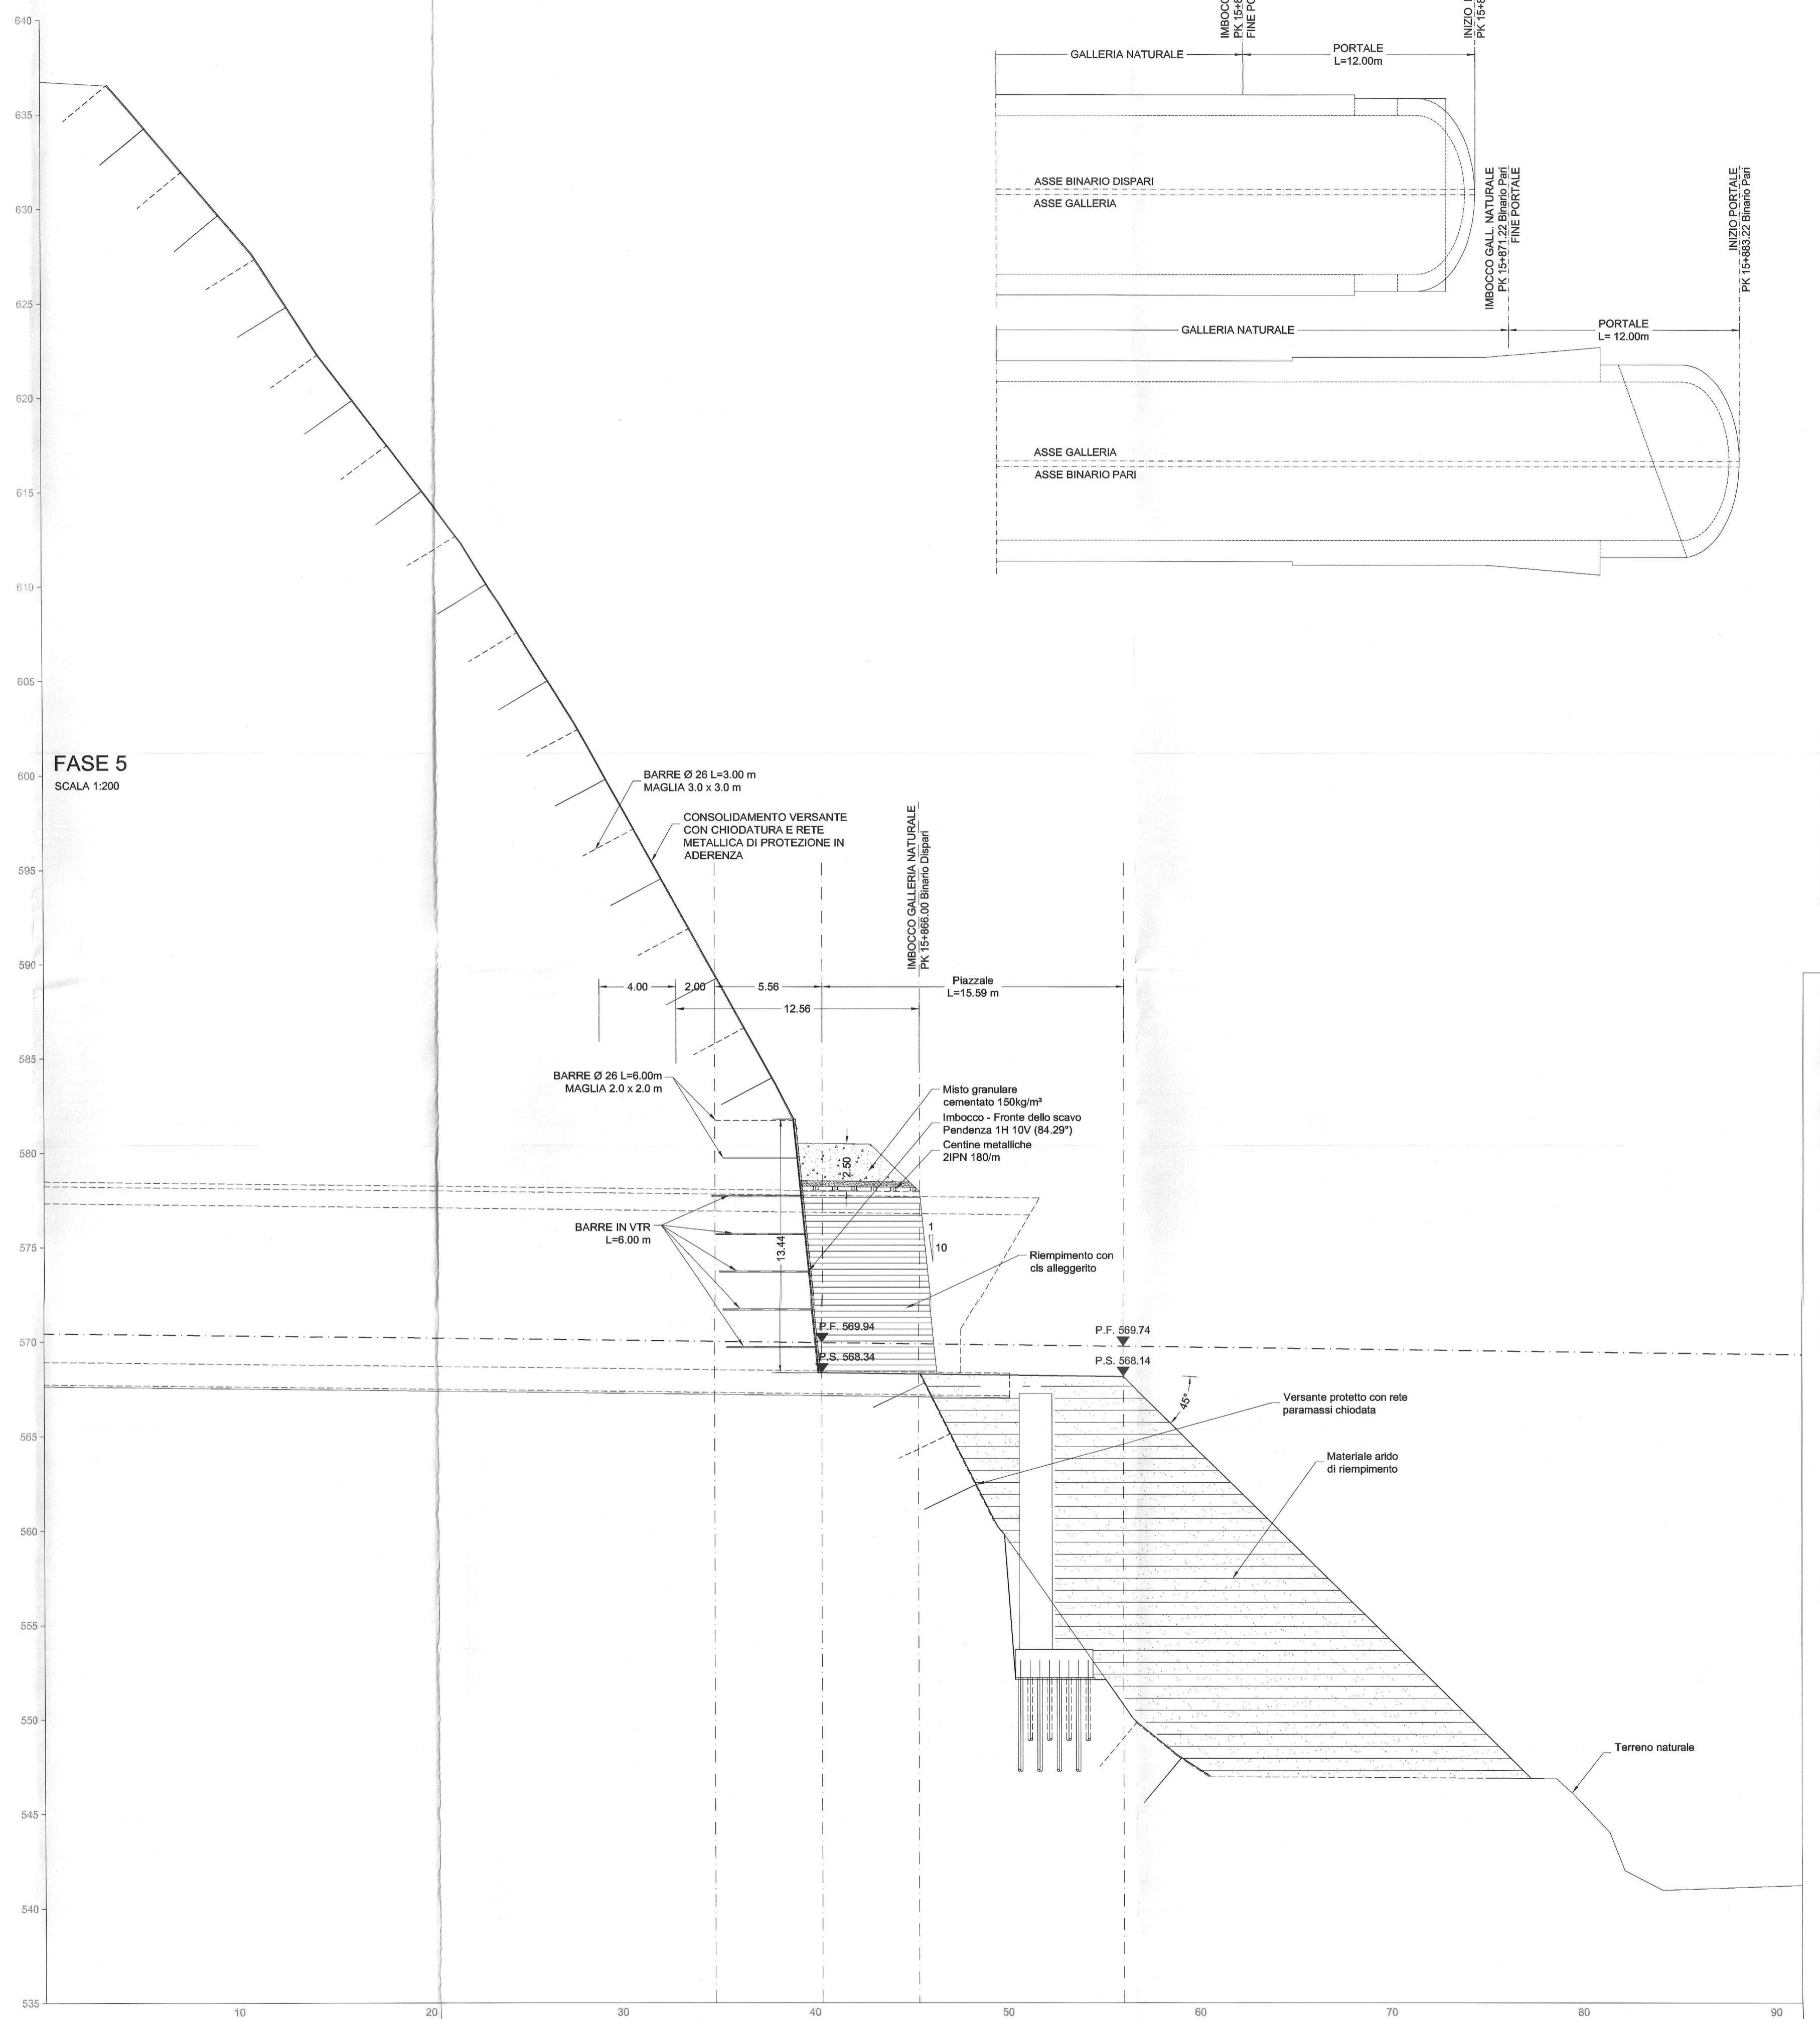 640
635
630
625
620
615
610
605
600
595
590
585
580
575
570
565
560
555
550
545
540
535
10
20
30
40
50
60
70
80
90
GALLERIA NATURALE
PORTALE
L=12.00m
ASSE BINARIO DISPARI
ASSE GALLERIA
IMBOCCO GALL. NATURALE
PK 15+871.22 Binario Pari
FINE PORTALE
INIZIO PORTALE
PK 15+883.22 Binario Pari
GALLERIA NATURALE
PORTALE
L= 12.00m
ASSE GALLERIA
ASSE BINARIO PARI
FASE 5
SCALA 1:200
BARRE Ø 26 L=3.00 m
MAGLIA 3.0 x 3.0 m
CONSOLIDAMENTO VERSANTE
CON CHIODATURA E RETE
METALLICA DI PROTEZIONE IN
ADERENZA
IMBOCCO GALLERIA NATURALE
PK 15+866.00 Binario Dispari
4.00
2.00
5.56
Piazzale
L=15.59 m
12.56
BARRE Ø 26 L=6.00m
MAGLIA 2.0 x 2.0 m
Misto granulare
cementato 150kg/m³
Imbocco - Fronte dello scavo
Pendenza 1H 10V (84.29°)
Centine metalliche
2IPN 180/m
2.50
BARRE IN VTR
L=6.00 m
13.44
1
10
Riempimento con
cls alleggerito
P.F. 569.94
P.S. 568.34
P.F. 569.74
P.S. 568.14
45°
Versante protetto con rete
paramassi chiodata
Materiale arido
di riempimento
Terreno naturale